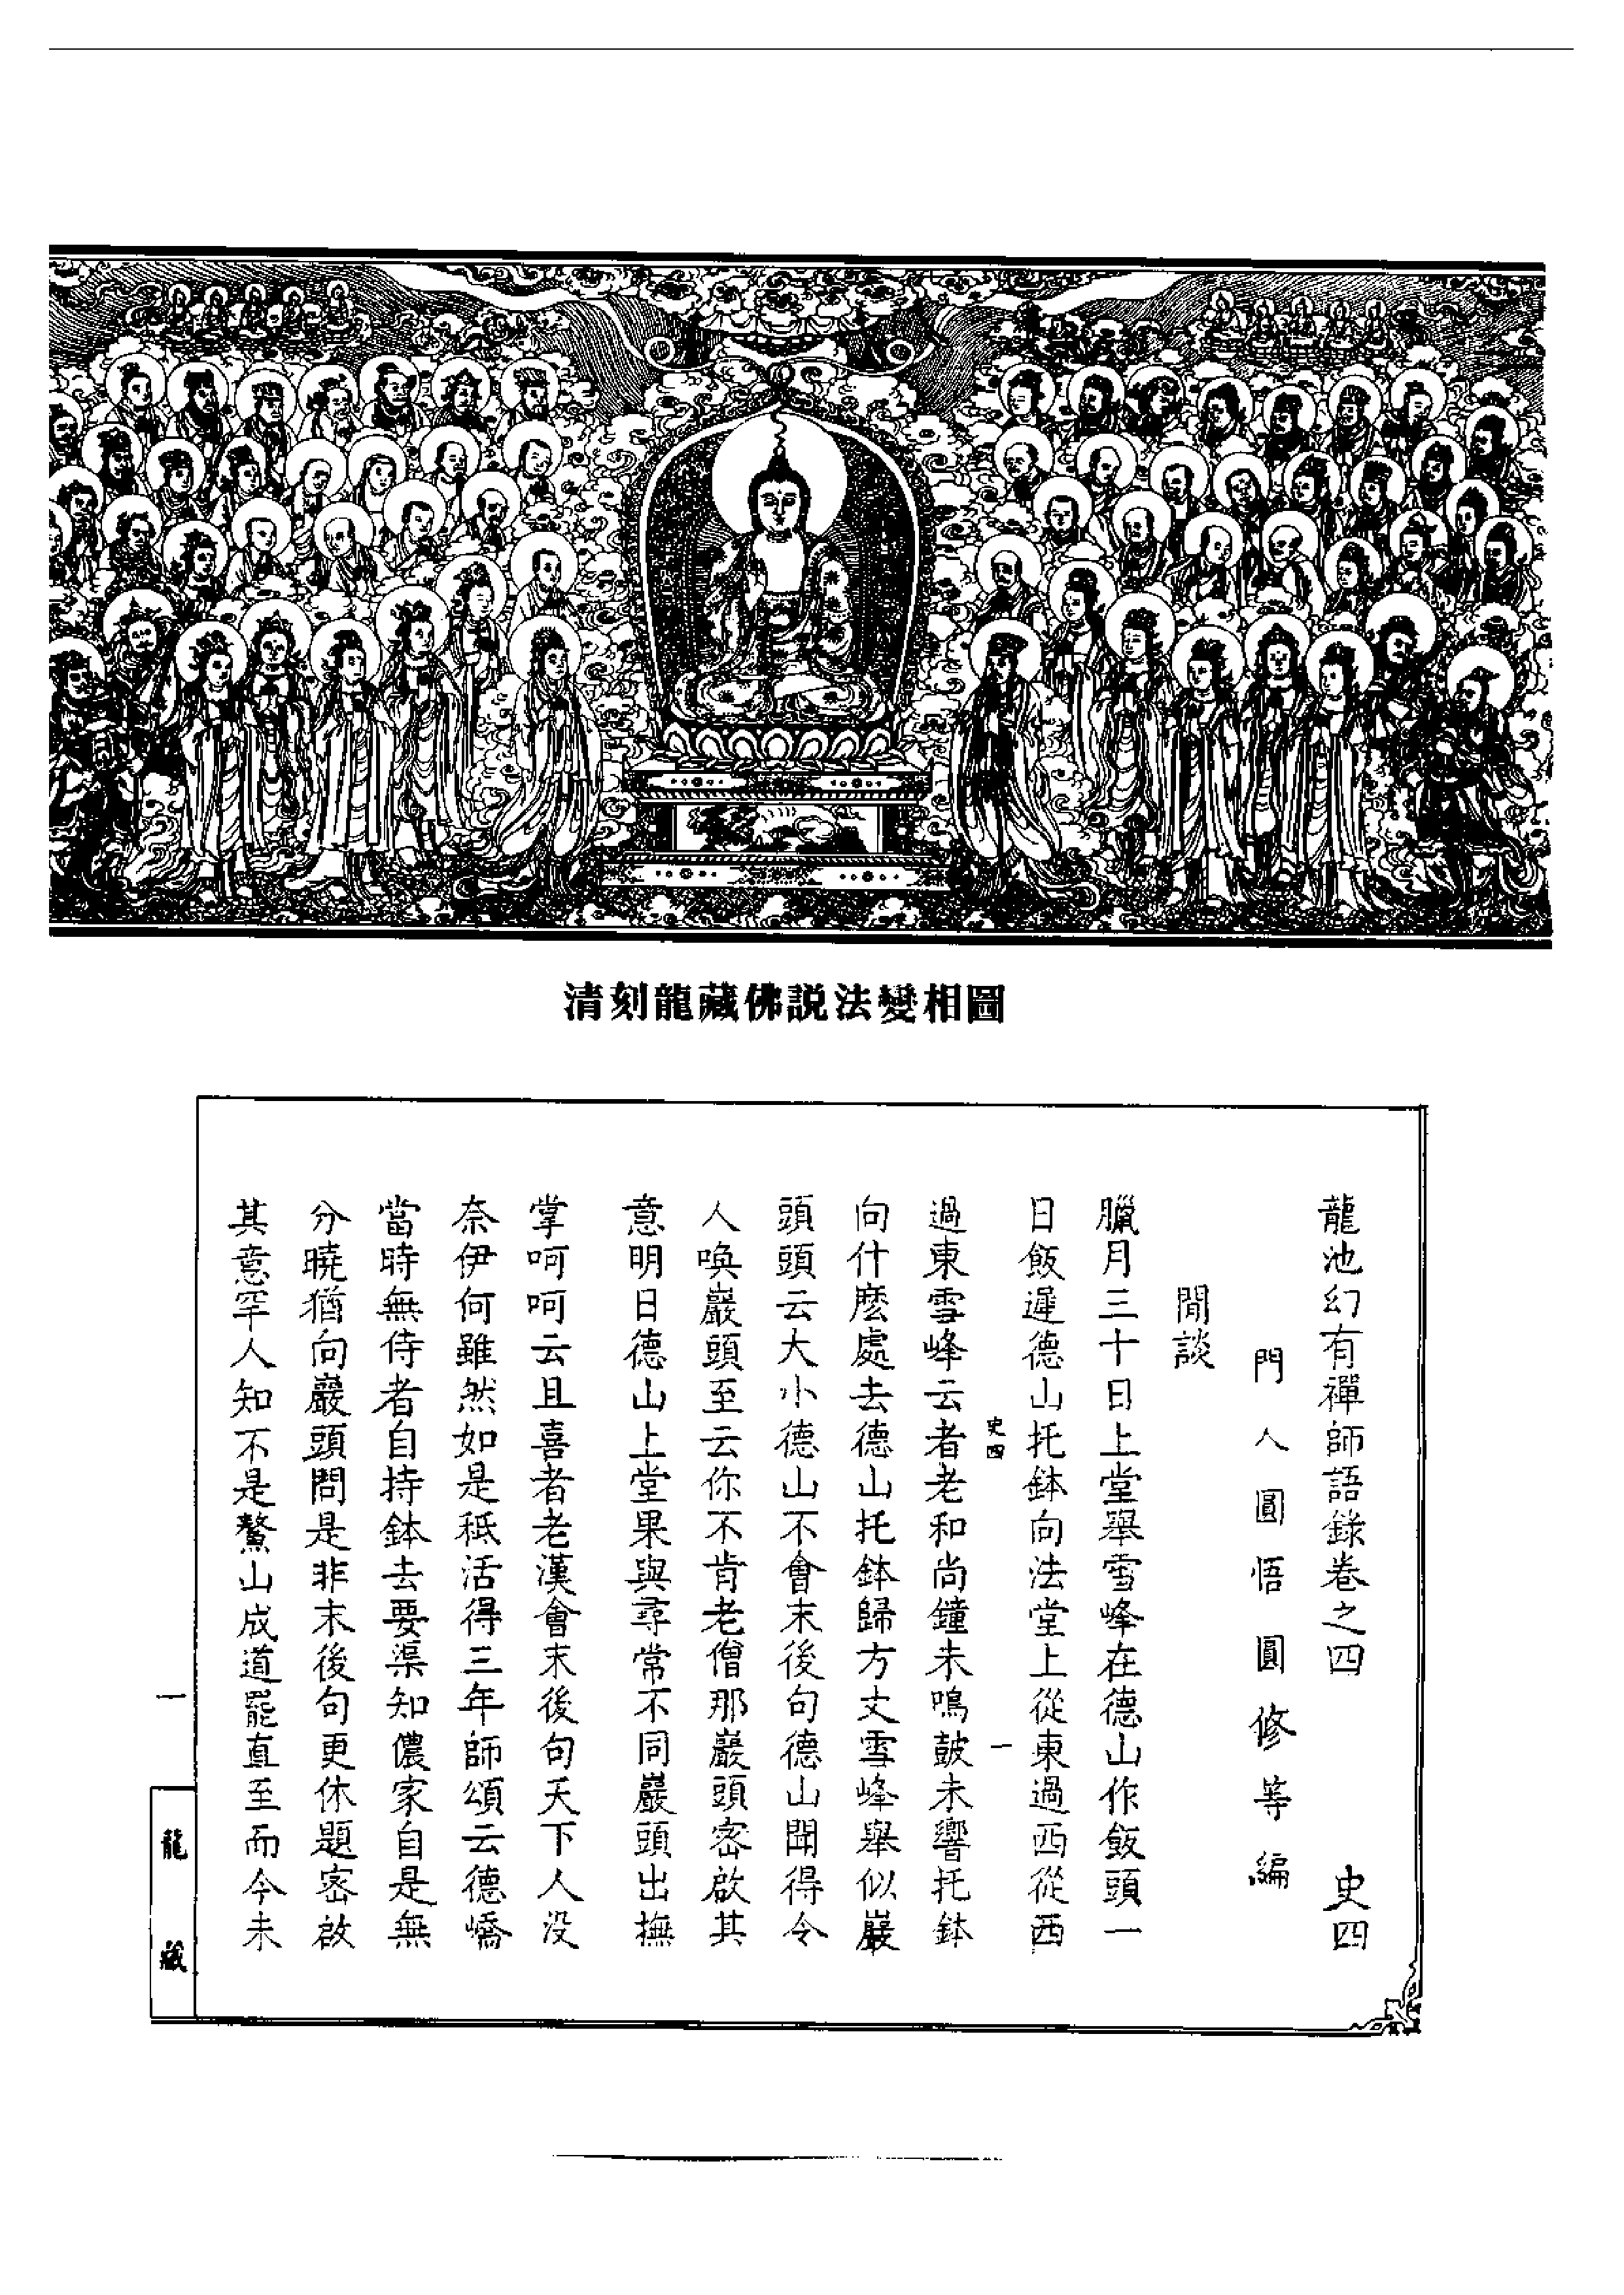 清刻龍藏佛説法變相圖
龍池幻有禪師語錄卷之四　史四
門人圓悟圓修等編
閒談
臘月三十日上堂舉雪峰在德山作飯頭一
日飯遲德山托鉢向法堂上從東過西從西
史四　一
過東雪峰云者老和尚鐘未鳴鼓未響托鉢
向什麽處去德山托鉢歸方丈雪峰舉似巖
頭頭云大小德山不會末後句德山聞得令
人喚巖頭至云你不肯老僧那巖頭密啟其
意明日德山上堂果與尋常不同巖頭出撫
掌呵呵云且喜者老漢會末後句天下人没
奈伊何雖然如是秪活得三年師頌云德嶠
當時無侍者自持鉢去要渠知儂家自是無
分曉猶向巖頭問是非末後句更休題密啟
其意罕人知不是鰲山成道罷直至而今未
一
龍藏